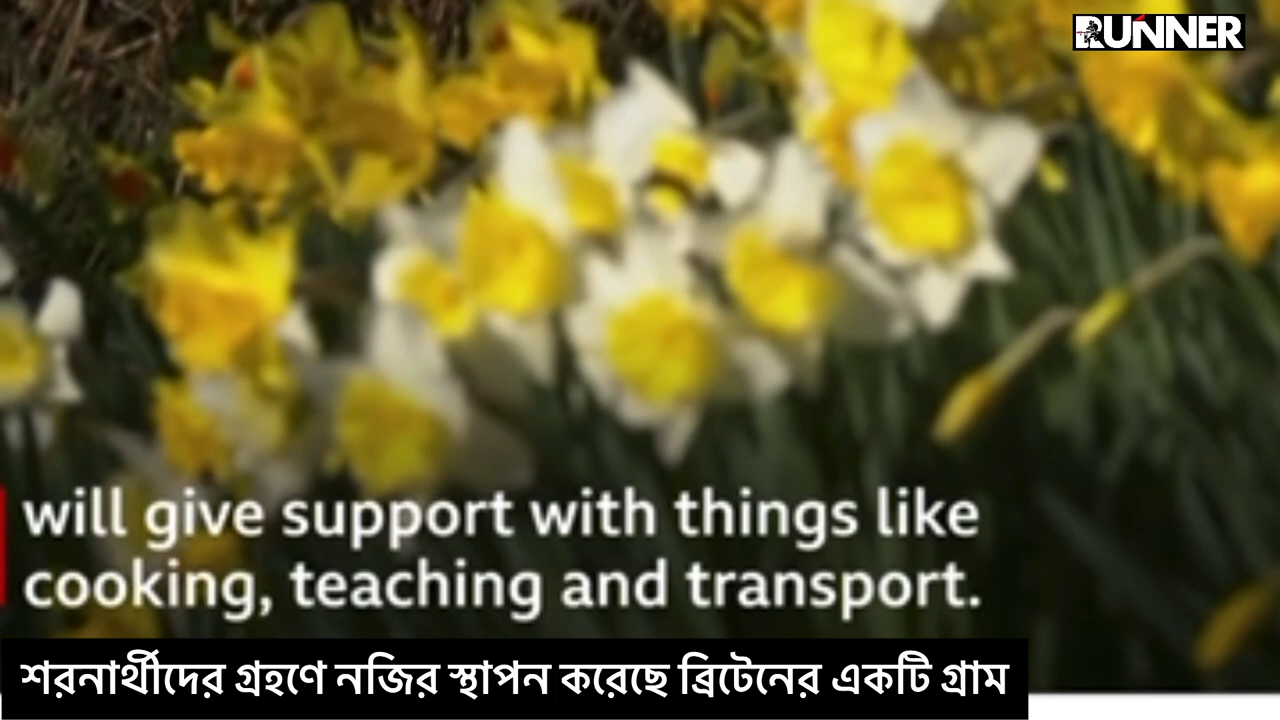 RUNNER
will give support with things like
cooking, teaching and transport.
শরনার্থীদের গ্রহণে নজির স্থাপন করেছে ব্রিটেনের একটি গ্রাম